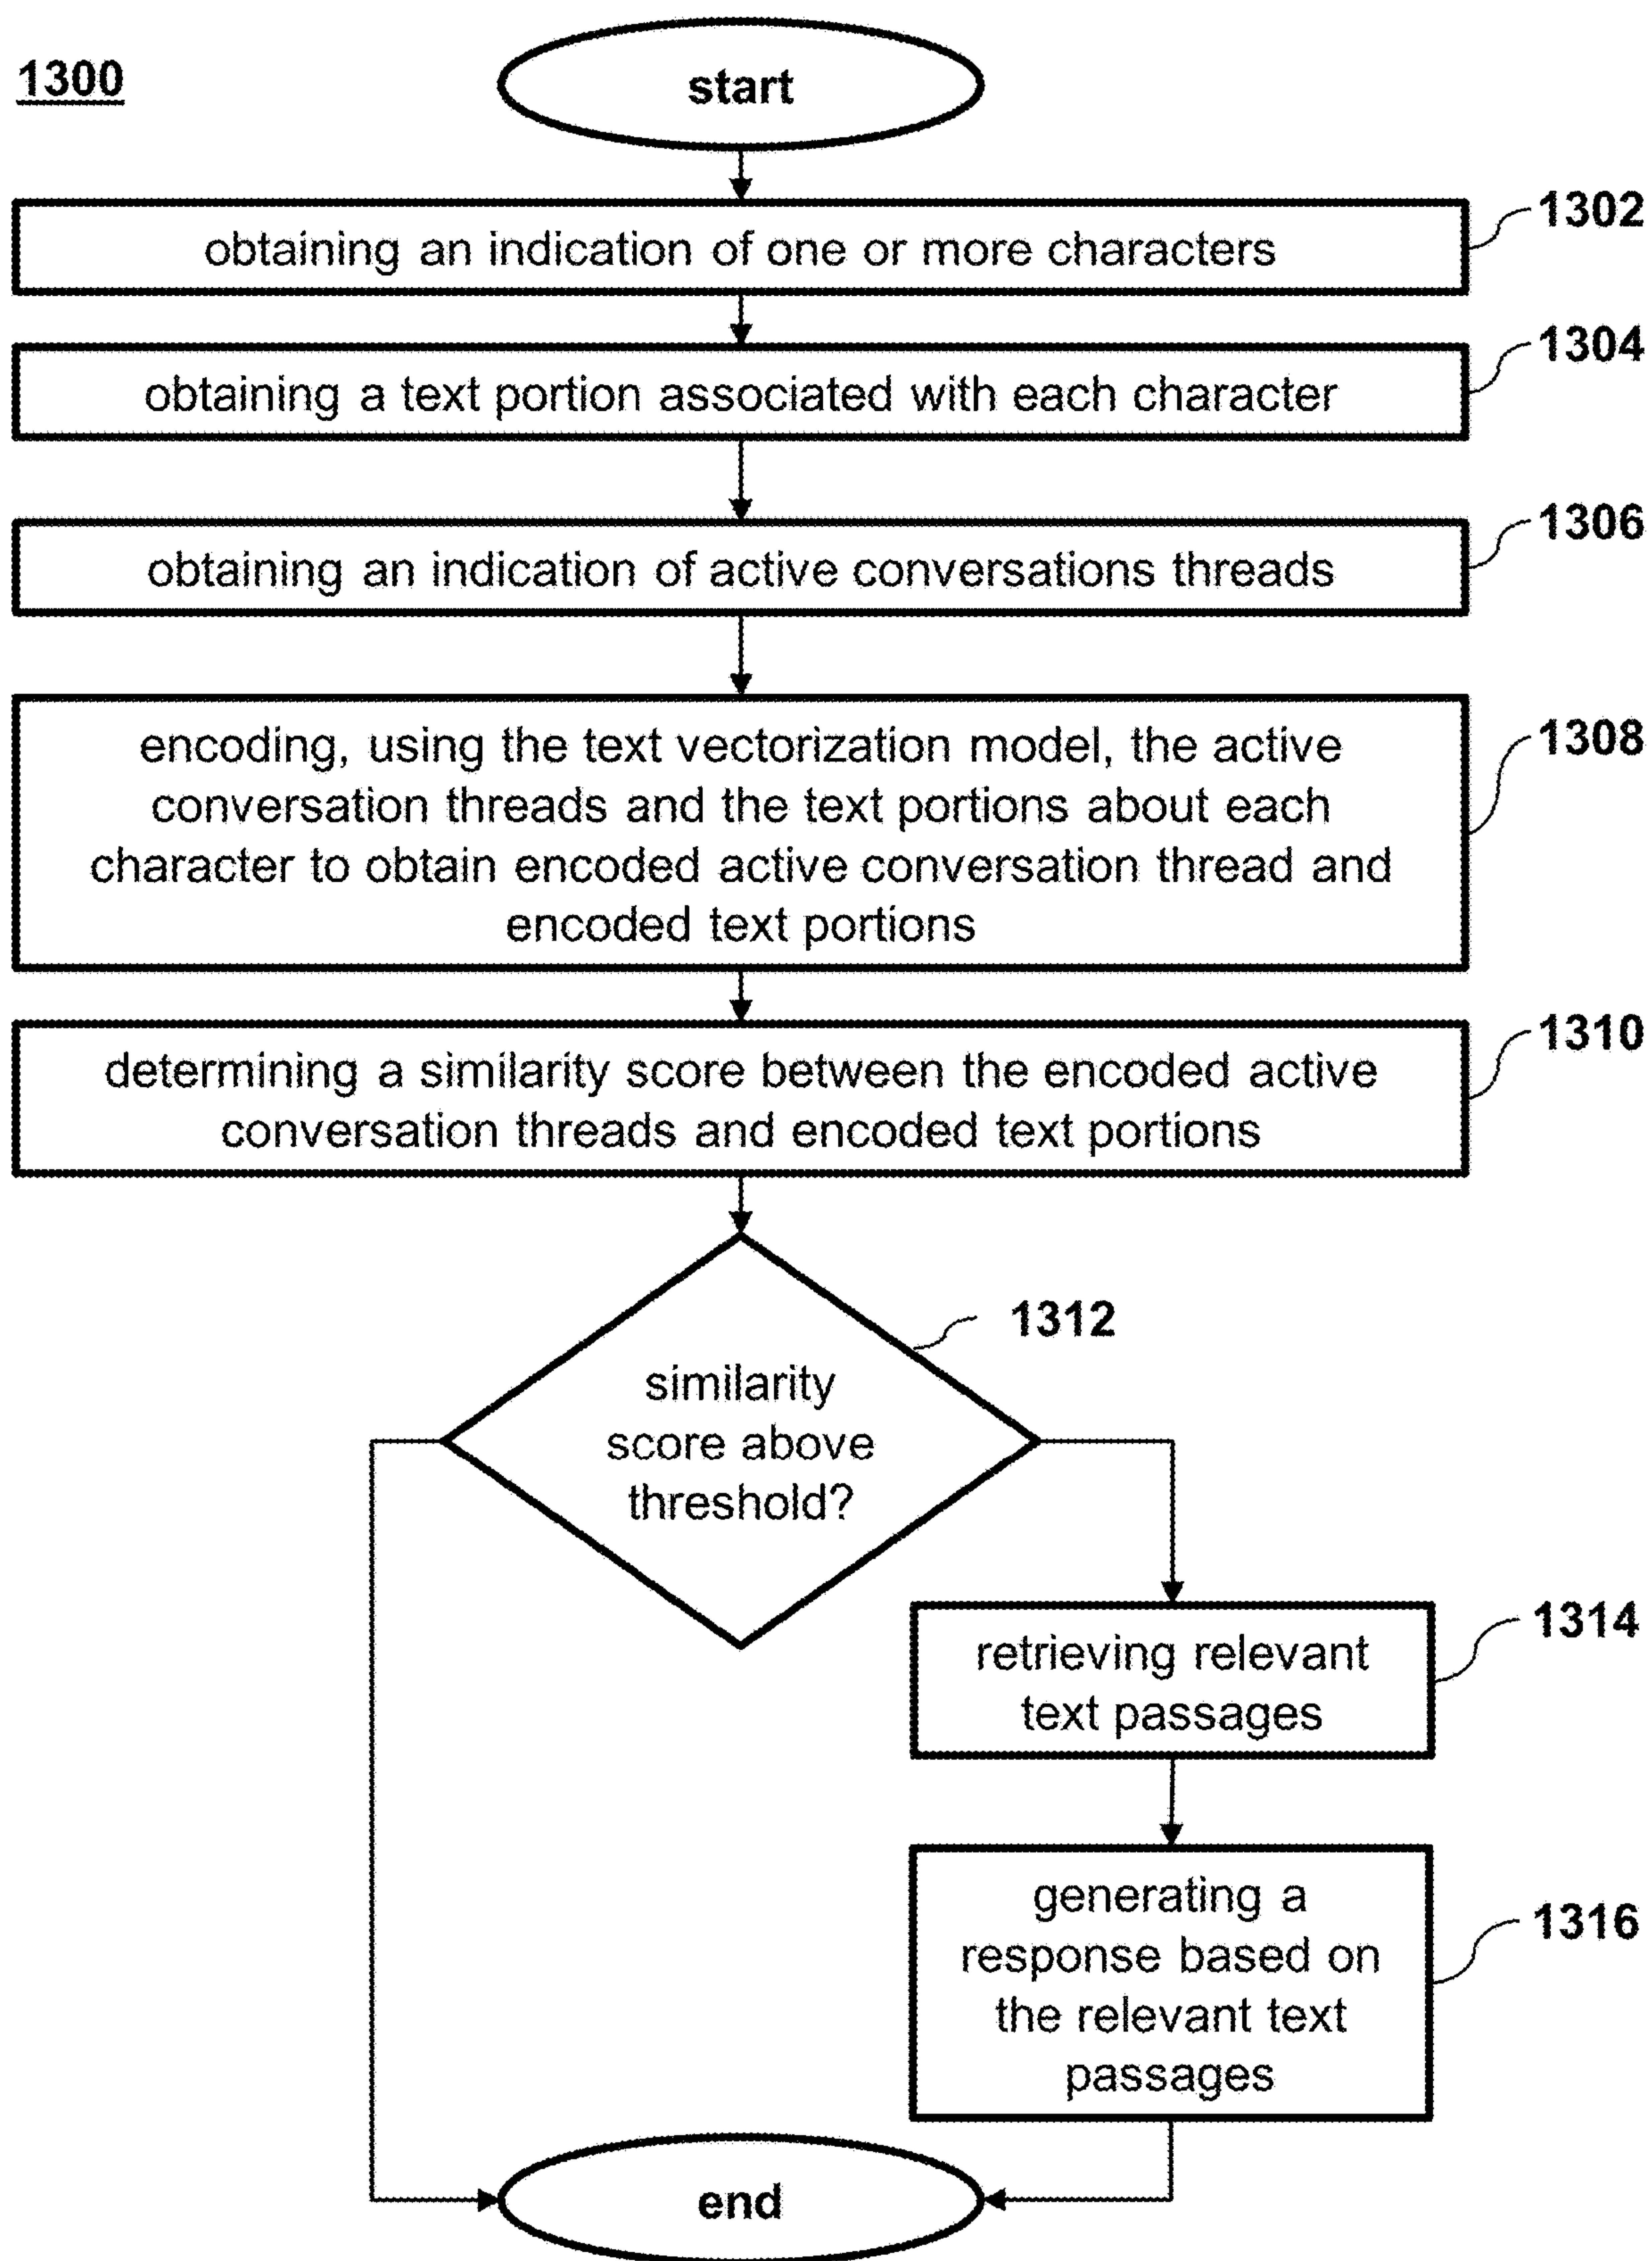 1300
start
1302
obtaining an indication of one or more characters
1304
obtaining a text portion associated with each character
1306
obtaining an indication of active conversations threads
1308
encoding, using the text vectorization model, the active
conversation threads and the text portions about each
character to obtain encoded active conversation thread and
encoded text portions
1310
determining a similarity score between the encoded active
conversation threads and encoded text portions
1312
similarity
score above
threshold?
1314
retrieving relevant
text passages
1316
generating a
response based on
the relevant text
passages
end